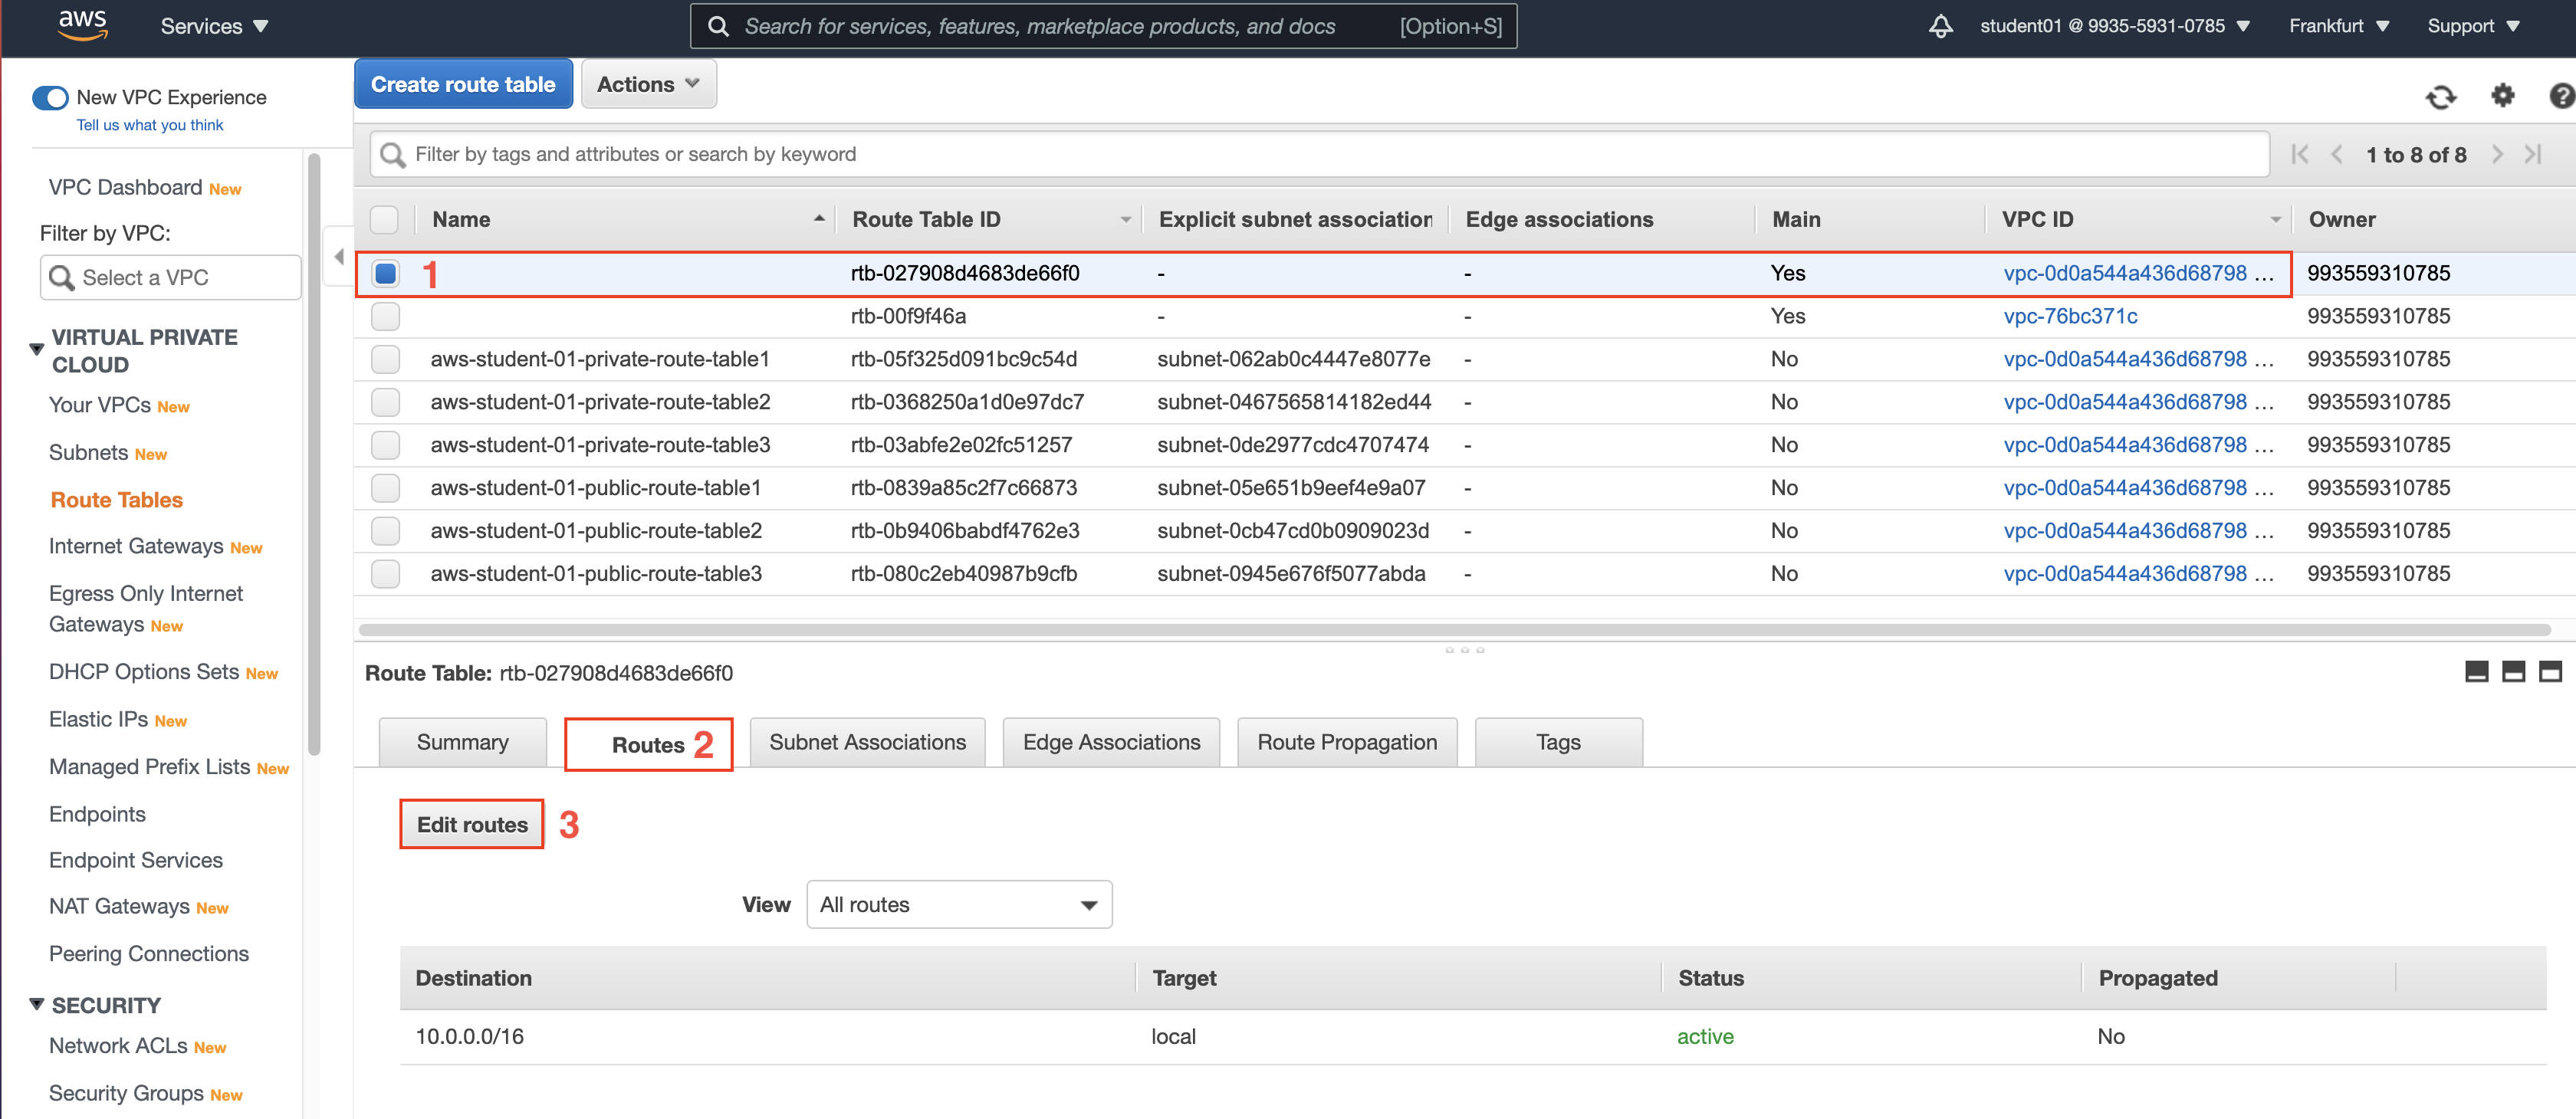 aws Services Search for services, features, marketplace products, and docs [Option+S] student01 @ 9935-5931-0785 Frankfurt Support
New VPC Experience
Tell us what you think
VPC Dashboard New
Filter by VPC:
Select a VPC
VIRTUAL PRIVATE
CLOUD
Your VPCs New
Subnets New
Route Tables
Internet Gateways New
Egress Only Internet
Gateways New
DHCP Options Sets New
Elastic IPs New
Managed Prefix Lists New
Endpoints
Endpoint Services
NAT Gateways New
Peering Connections
SECURITY
Network ACLs New
Security Groups New
Create route table Actions
Filter by tags and attributes or search by keyword 1 to 8 of 8
Name Route Table ID Explicit subnet association Edge associations Main VPC ID Owner
1 rtb-027908d4683de66f0 - - Yes vpc-0d0a544a436d68798 ... 993559310785
rtb-00f9f46a - - Yes vpc-76bc371c 993559310785
aws-student-01-private-route-table1 rtb-05f325d091bc9c54d subnet-062ab0c4447e8077e - No vpc-0d0a544a436d68798 ... 993559310785
aws-student-01-private-route-table2 rtb-0368250a1d0e97dc7 subnet-0467565814182ed44 - No vpc-0d0a544a436d68798 ... 993559310785
aws-student-01-private-route-table3 rtb-03abfe2e02fc51257 subnet-0de2977cdc4707474 - No vpc-0d0a544a436d68798 ... 993559310785
aws-student-01-public-route-table1 rtb-0839a85c2f7c66873 subnet-05e651b9eef4e9a07 - No vpc-0d0a544a436d68798 ... 993559310785
aws-student-01-public-route-table2 rtb-0b9406babdf4762e3 subnet-0cb47cd0b0909023d - No vpc-0d0a544a436d68798 ... 993559310785
aws-student-01-public-route-table3 rtb-080c2eb40987b9cfb subnet-0945e676f5077abda - No vpc-0d0a544a436d68798 ... 993559310785
Route Table: rtb-027908d4683de66f0
Summary Routes 2 Subnet Associations Edge Associations Route Propagation Tags
Edit routes 3
View All routes
Destination Target Status Propagated
10.0.0.0/16 local active No